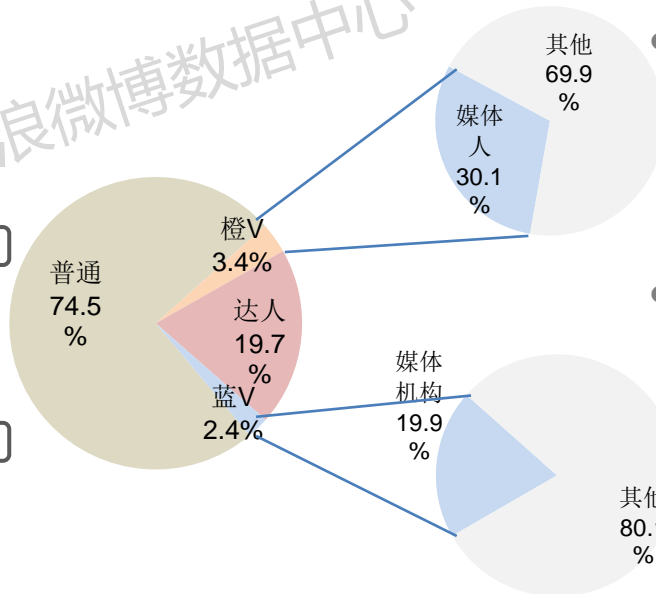 浪微博数据中心
其他
69.9
%
媒体
人
30.1
%
橙V
3.4%
普通
74.5
%
达人
19.7
%
蓝V
2.4%
媒体
机构
19.9
%
其他
80.
%